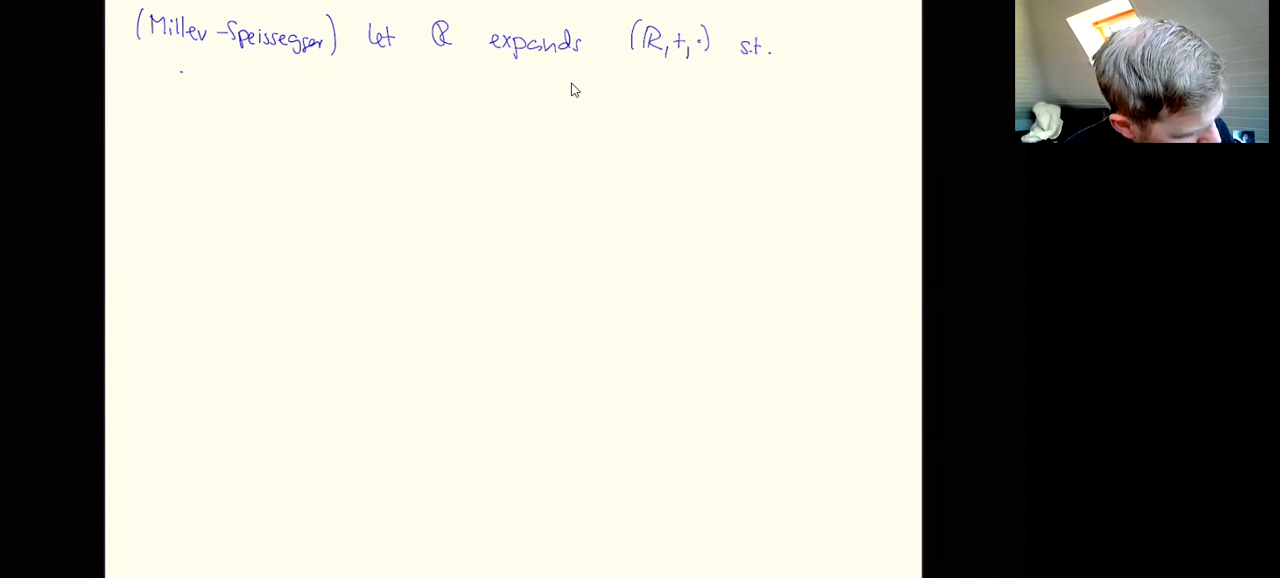 (Miller-Speissegger) let ℛ expands (ℝ,+,·) s.t.